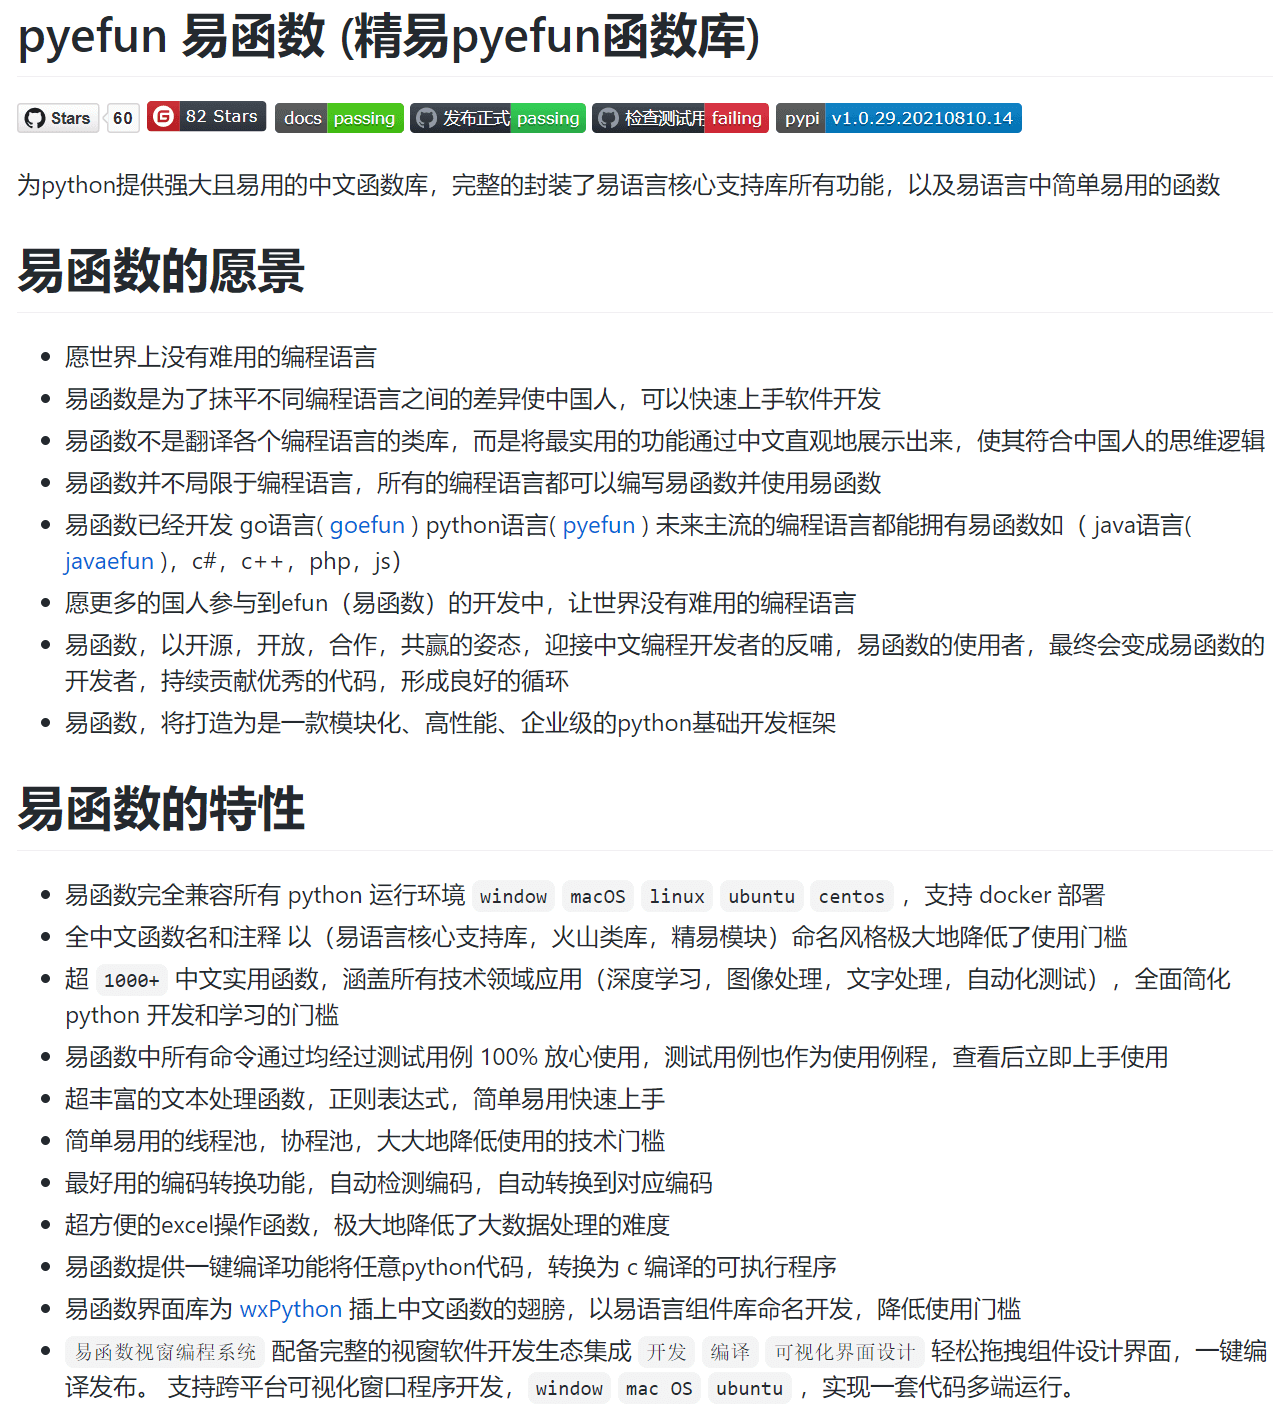 pyefun 易函数 (精易pyefun函数库)
Stars 60 82 Stars docs passing 发布正式 passing 检查测试用 failing pypi v1.0.29.20210810.14
为python提供强大且易用的中文函数库，完整的封装了易语言核心支持库所有功能，以及易语言中简单易用的函数
易函数的愿景
愿世界上没有难用的编程语言
易函数是为了抹平不同编程语言之间的差异使中国人，可以快速上手软件开发
易函数不是翻译各个编程语言的类库，而是将最实用的功能通过中文直观地展示出来，使其符合中国人的思维逻辑
易函数并不局限于编程语言，所有的编程语言都可以编写易函数并使用易函数
易函数已经开发 go语言( goefun ) python语言( pyefun ) 未来主流的编程语言都能拥有易函数如（ java语言(
javaefun )，c#，c++，php，js）
愿更多的国人参与到efun（易函数）的开发中，让世界没有难用的编程语言
易函数，以开源，开放，合作，共赢的姿态，迎接中文编程开发者的反哺，易函数的使用者，最终会变成易函数的
开发者，持续贡献优秀的代码，形成良好的循环
易函数，将打造为是一款模块化、高性能、企业级的python基础开发框架
易函数的特性
易函数完全兼容所有 python 运行环境 window macOS linux ubuntu centos ，支持 docker 部署
全中文函数名和注释 以（易语言核心支持库，火山类库，精易模块）命名风格极大地降低了使用门槛
超 1000+ 中文实用函数，涵盖所有技术领域应用（深度学习，图像处理，文字处理，自动化测试），全面简化
python 开发和学习的门槛
易函数中所有命令通过均经过测试用例 100% 放心使用，测试用例也作为使用例程，查看后立即上手使用
超丰富的文本处理函数，正则表达式，简单易用快速上手
简单易用的线程池，协程池，大大地降低使用的技术门槛
最好用的编码转换功能，自动检测编码，自动转换到对应编码
超方便的excel操作函数，极大地降低了大数据处理的难度
易函数提供一键编译功能将任意python代码，转换为 c 编译的可执行程序
易函数界面库为 wxPython 插上中文函数的翅膀，以易语言组件库命名开发，降低使用门槛
易函数视窗编程系统 配备完整的视窗软件开发生态集成 开发 编译 可视化界面设计 轻松拖拽组件设计界面，一键编
译发布。 支持跨平台可视化窗口程序开发， window mac OS ubuntu ，实现一套代码多端运行。